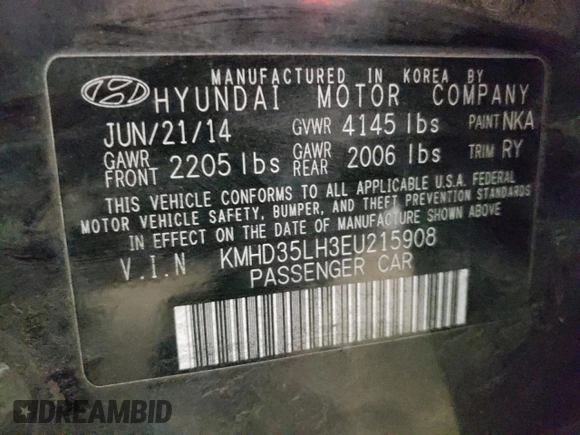 MANUFACTURED IN KOREA BY
HYUNDAI MOTOR COMPANY
JUN/21/14 GVWR 4145 lbs PAINT NKA
GAWR FRONT 2205 lbs GAWR REAR 2006 lbs TRIM RY
THIS VEHICLE CONFORMS TO ALL APPLICABLE U.S.A. FEDERAL
MOTOR VEHICLE SAFETY, BUMPER, AND THEFT PREVENTION STANDARDS
IN EFFECT ON THE DATE OF MANUFACTURE SHOWN ABOVE
V.I.N KMHD35LH3EU215908
PASSENGER CAR
DREAMBID